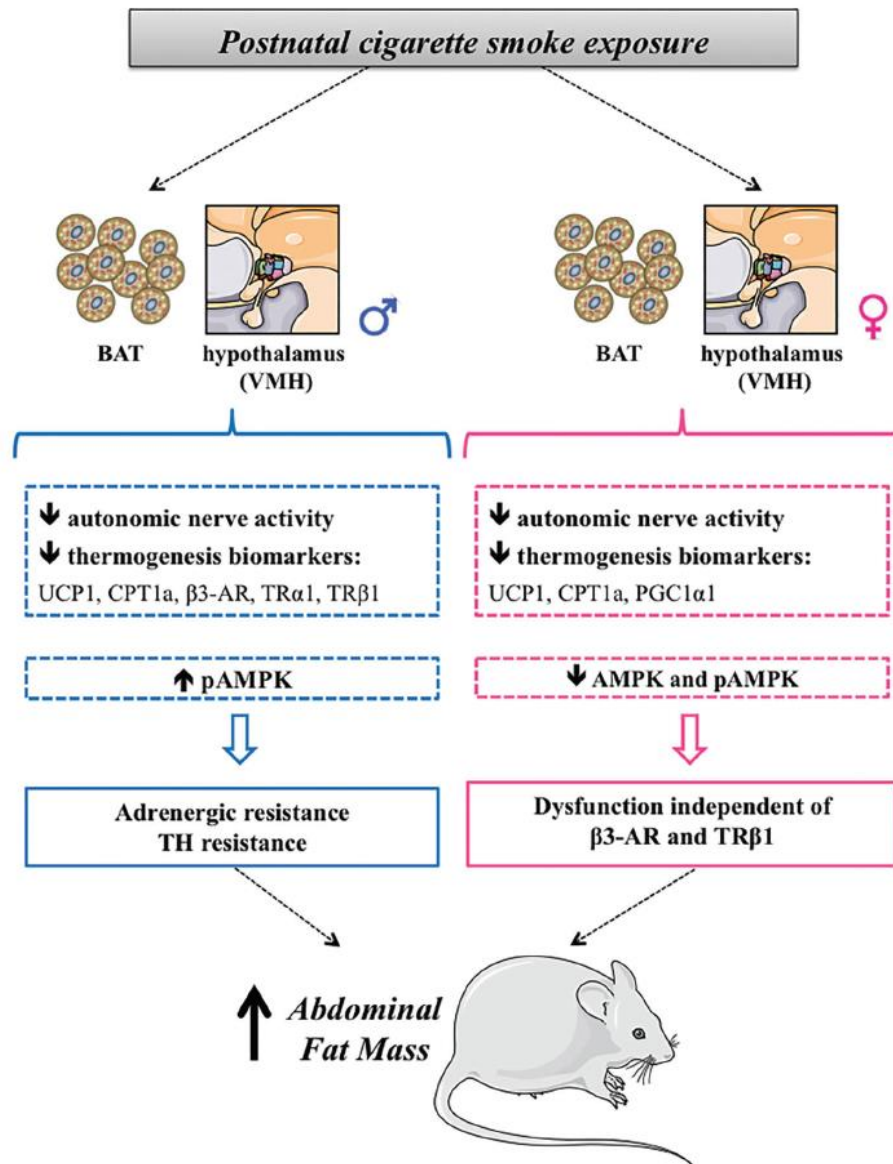 Postnatal cigarette smoke exposure
BAT
hypothalamus
(VMH)
♂
BAT
hypothalamus
(VMH)
♀
↓ autonomic nerve activity
↓ thermogenesis biomarkers:
UCP1, CPT1a, β3-AR, TRα1, TRβ1
↑ pAMPK
Adrenergic resistance
TH resistance
↓ autonomic nerve activity
↓ thermogenesis biomarkers:
UCP1, CPT1a, PGC1α1
↓ AMPK and pAMPK
Dysfunction independent of
β3-AR and TRβ1
↑ Abdominal
Fat Mass